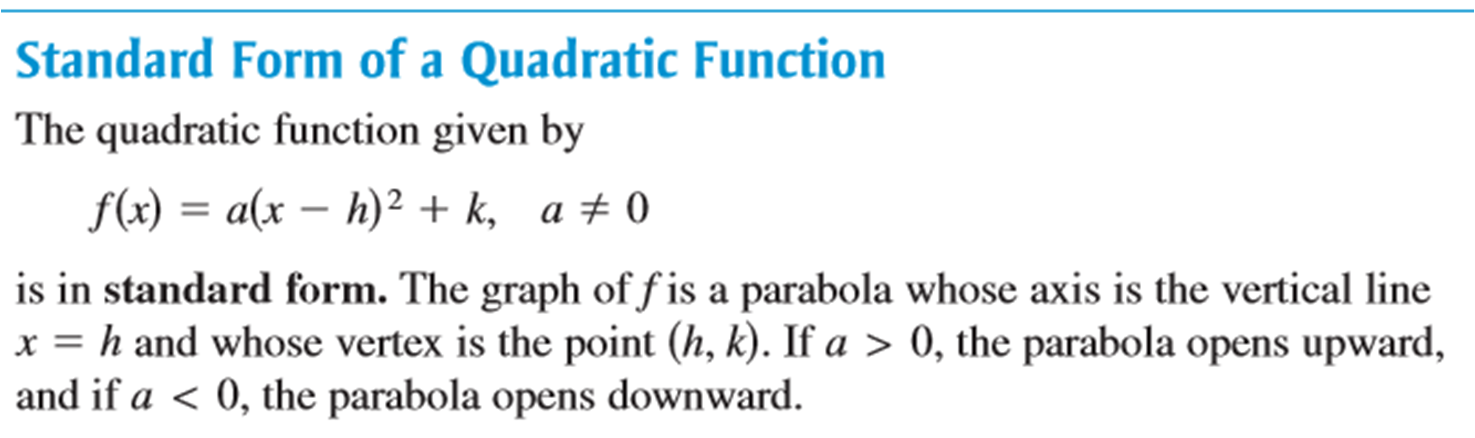 Standard Form of a Quadratic Function
The quadratic function given by
f(x) = a(x − h)² + k, a ≠ 0
is in standard form. The graph of f is a parabola whose axis is the vertical line
x = h and whose vertex is the point (h, k). If a > 0, the parabola opens upward,
and if a < 0, the parabola opens downward.